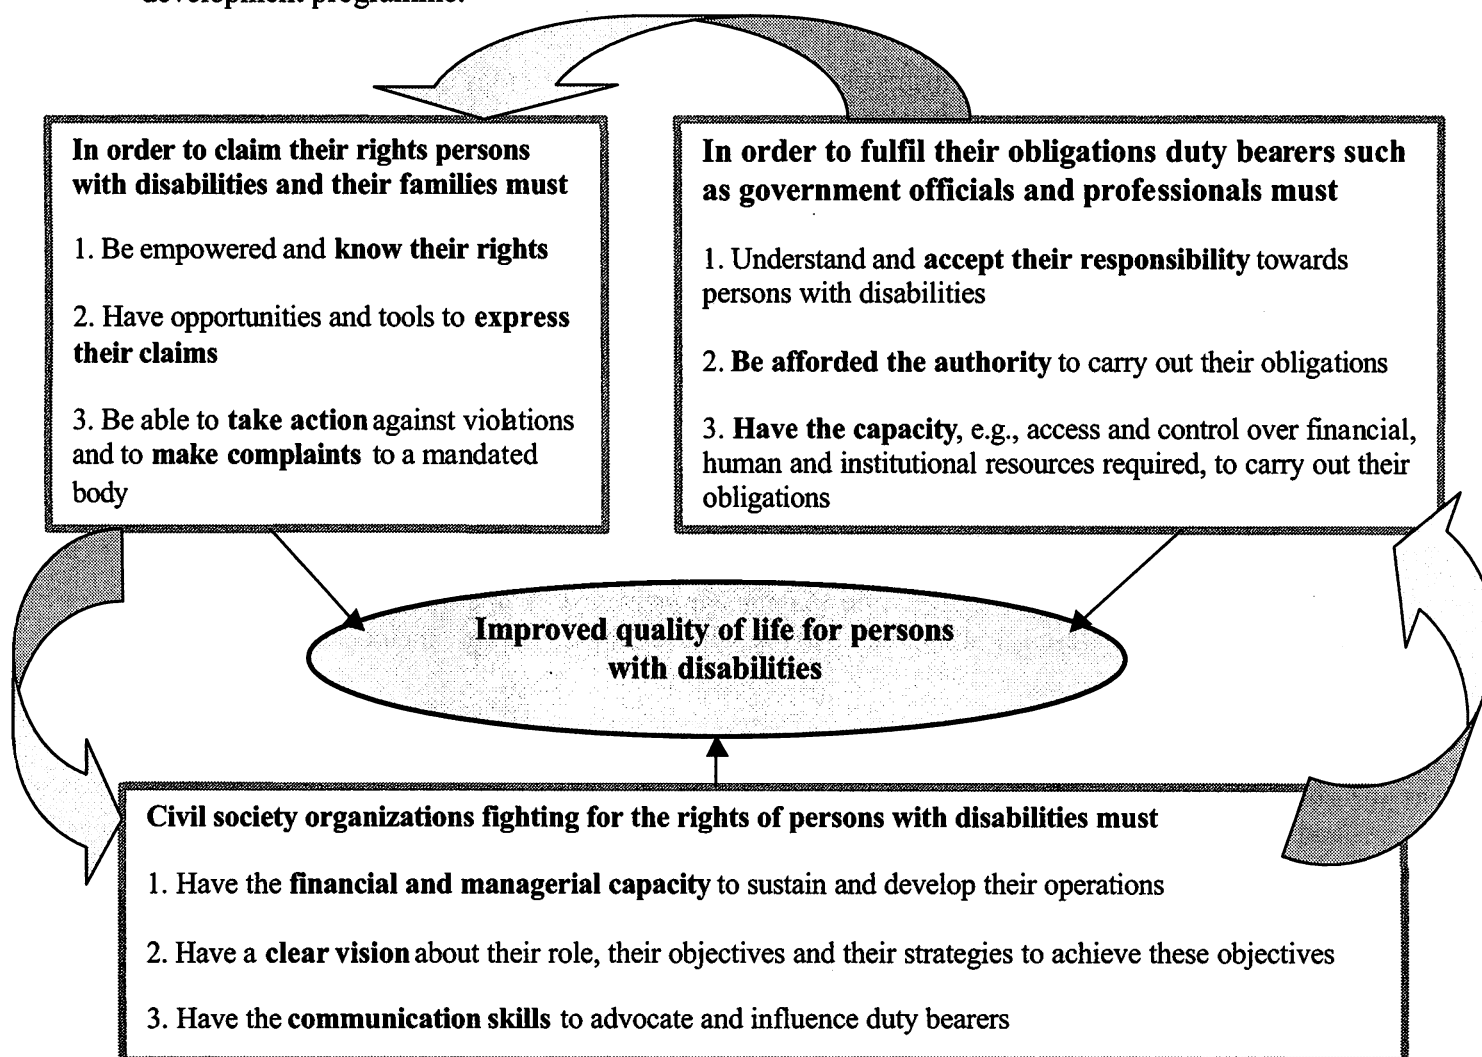 development programme.
In order to claim their rights persons
with disabilities and their families must
1. Be empowered and know their rights
2. Have opportunities and tools to express
their claims
3. Be able to take action against violations
and to make complaints to a mandated
body
In order to fulfil their obligations duty bearers such
as government officials and professionals must
1. Understand and accept their responsibility towards
persons with disabilities
2. Be afforded the authority to carry out their obligations
3. Have the capacity, e.g., access and control over financial,
human and institutional resources required, to carry out their
obligations
Improved quality of life for persons
with disabilities
Civil society organizations fighting for the rights of persons with disabilities must
1. Have the financial and managerial capacity to sustain and develop their operations
2. Have a clear vision about their role, their objectives and their strategies to achieve these objectives
3. Have the communication skills to advocate and influence duty bearers